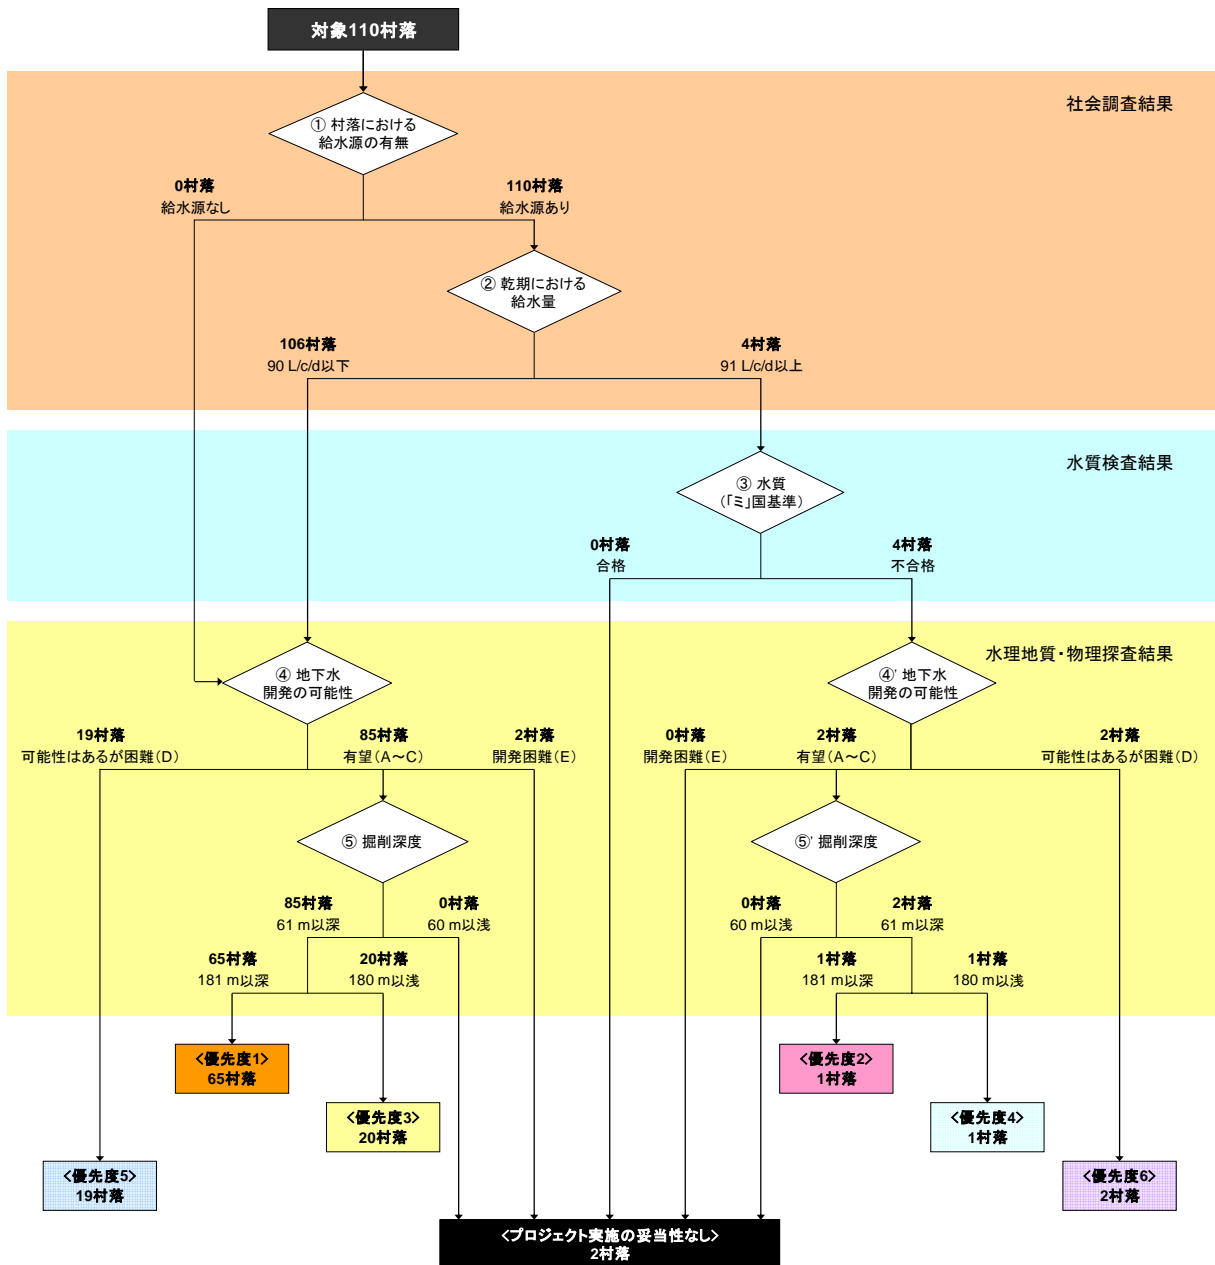 対象110村落
社会調査結果
① 村落における
給水源の有無
0村落
給水源なし
110村落
給水源あり
② 乾期における
給水量
106村落
90 L/c/d以下
4村落
91 L/c/d以上
水質検査結果
③ 水質
(「ミ」国基準)
0村落
合格
4村落
不合格
水理地質・物理探査結果
④ 地下水
開発の可能性
④' 地下水
開発の可能性
19村落
可能性はあるが困難(D)
85村落
有望(A～C)
2村落
開発困難(E)
0村落
開発困難(E)
2村落
有望(A～C)
2村落
可能性はあるが困難(D)
⑤ 掘削深度
⑤' 掘削深度
85村落
61 m以深
0村落
60 m以浅
0村落
60 m以浅
2村落
61 m以深
65村落
181 m以深
20村落
180 m以浅
1村落
181 m以深
1村落
180 m以浅
<優先度1>
65村落
<優先度2>
1村落
<優先度3>
20村落
<優先度4>
1村落
<優先度5>
19村落
<優先度6>
2村落
<プロジェクト実施の妥当性なし>
2村落